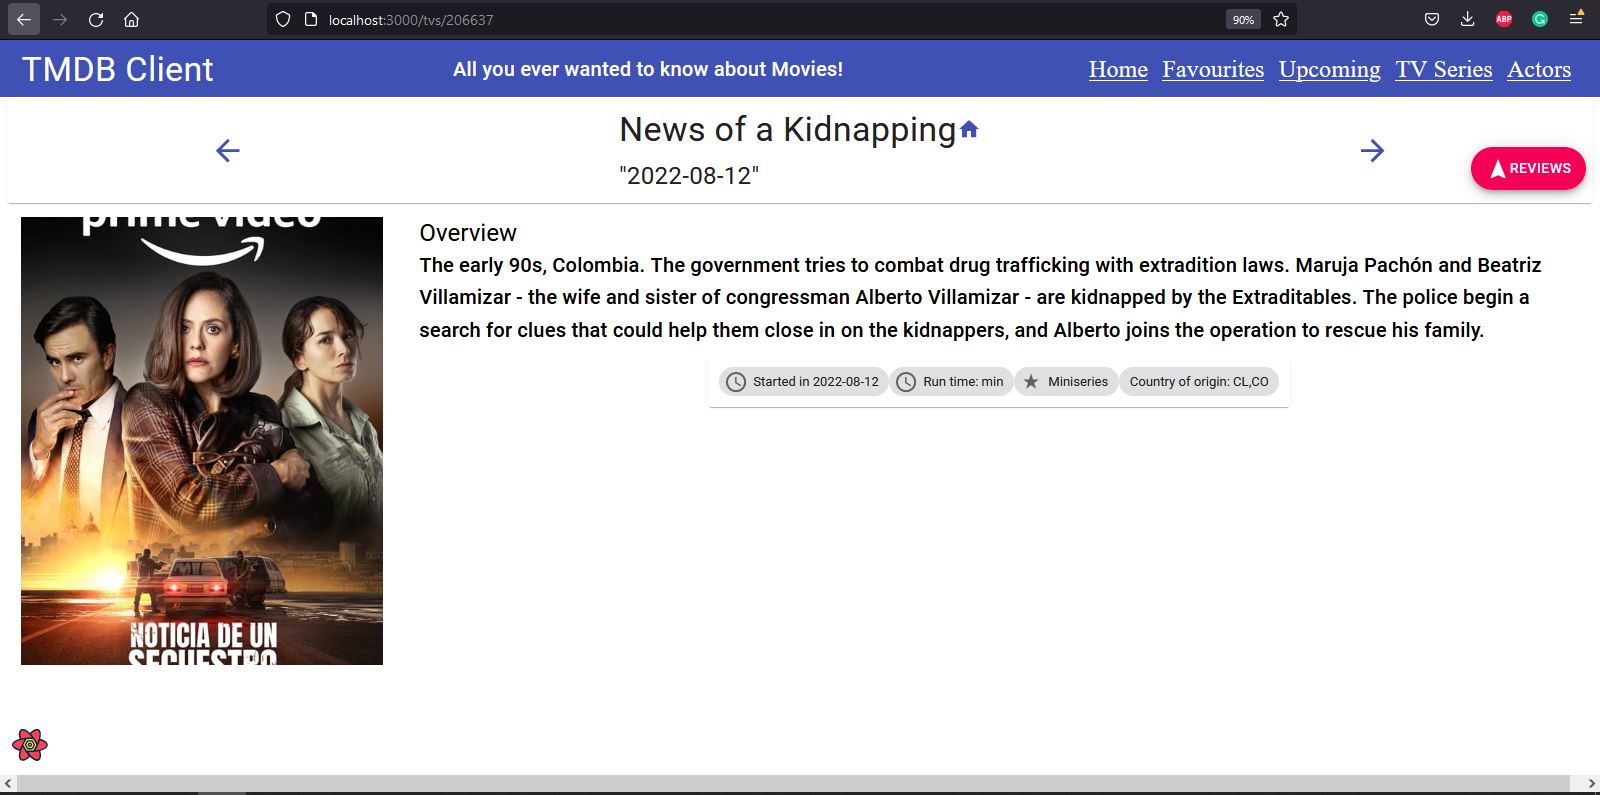 localhost:3000/tvs/206637
90%
ABP
TMDB Client
All you ever wanted to know about Movies!
Home Favourites Upcoming TV Series Actors
News of a Kidnapping
"2022-08-12"
REVIEWS
prime video
NOTICIA DE UN
SECUESTRO
Overview
The early 90s, Colombia. The government tries to combat drug trafficking with extradition laws. Maruja Pachón and Beatriz
Villamizar - the wife and sister of congressman Alberto Villamizar - are kidnapped by the Extraditables. The police begin a
search for clues that could help them close in on the kidnappers, and Alberto joins the operation to rescue his family.
Started in 2022-08-12
Run time: min
Miniseries
Country of origin: CL,CO